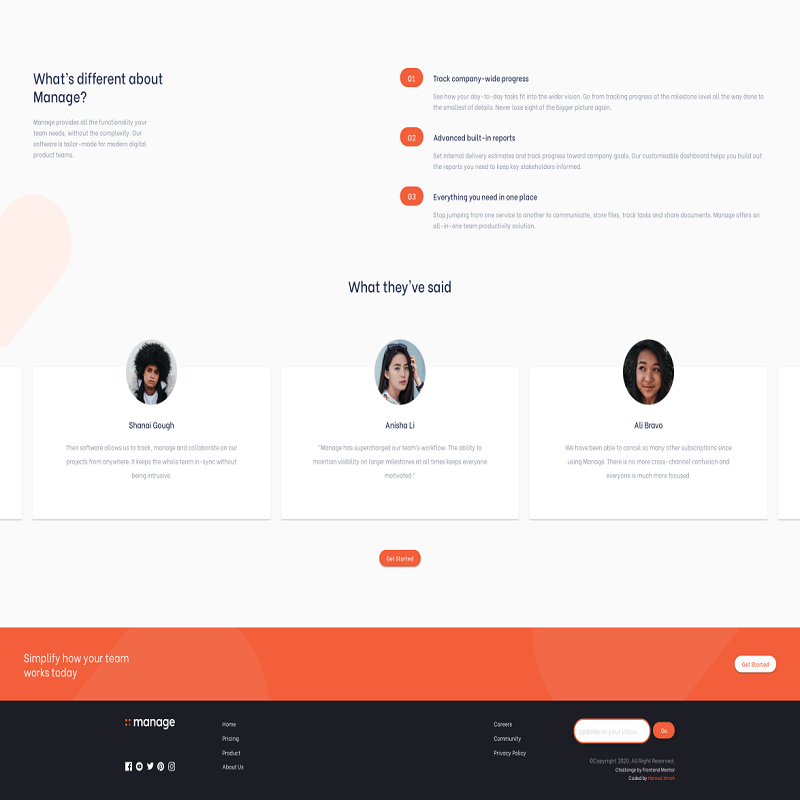 What's different about
Manage?
Manage provides all the functionality your
team needs, without the complexity. Our
software is tailor-made for modern digital
product teams.
01
Track company-wide progress
See how your day-to-day tasks fit into the wider vision. Go from tracking progress at the milestone level all the way done to
the smallest of details. Never lose sight of the bigger picture again.
02
Advanced built-in reports
Set internal delivery estimates and track progress toward company goals. Our customisable dashboard helps you build out
the reports you need to keep key stakeholders informed.
03
Everything you need in one place
Stop jumping from one service to another to communicate, store files, track tasks and share documents. Manage offers an
all-in-one team productivity solution.
What they've said
Shanai Gough
Their software allows us to track, manage and collaborate on our
projects from anywhere. It keeps the whole team in-sync without
being intrusive.
Anisha Li
"Manage has supercharged our team's workflow. The ability to
maintain visibility on larger milestones at all times keeps everyone
motivated."
Ali Bravo
We have been able to cancel so many other subscriptions since
using Manage. There is no more cross-channel confusion and
everyone is much more focused.
Get Started
Simplify how your team
works today
Get Started
manage
Home
Pricing
Product
About Us
Careers
Community
Privacy Policy
Updates in your inbox...
Go
©Copyright 2020. All Right Reserved.
Challenge by Frontend Mentor
Coded by